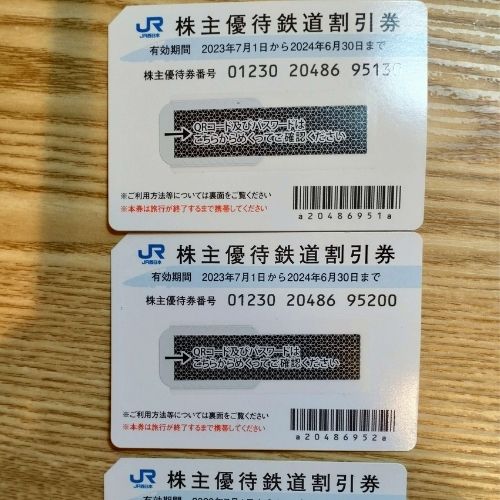 JR
JR西日本
株主優待鉄道割引券
有効期間 2023年7月1日から2024年6月30日まで
株主優待券番号 01230 20486 95130
QRコード及びパスワードは
こちらからめくってご確認ください
※ご利用方法等については裏面をご覧ください
※本券は旅行が終了するまで携帯してください
a20486951a
JR
JR西日本
株主優待鉄道割引券
有効期間 2023年7月1日から2024年6月30日まで
株主優待券番号 01230 20486 95200
QRコード及びパスワードは
こちらからめくってご確認ください
※ご利用方法等については裏面をご覧ください
※本券は旅行が終了するまで携帯してください
a20486952a
JR
JR西日本
株主優待鉄道割引券
有効期間